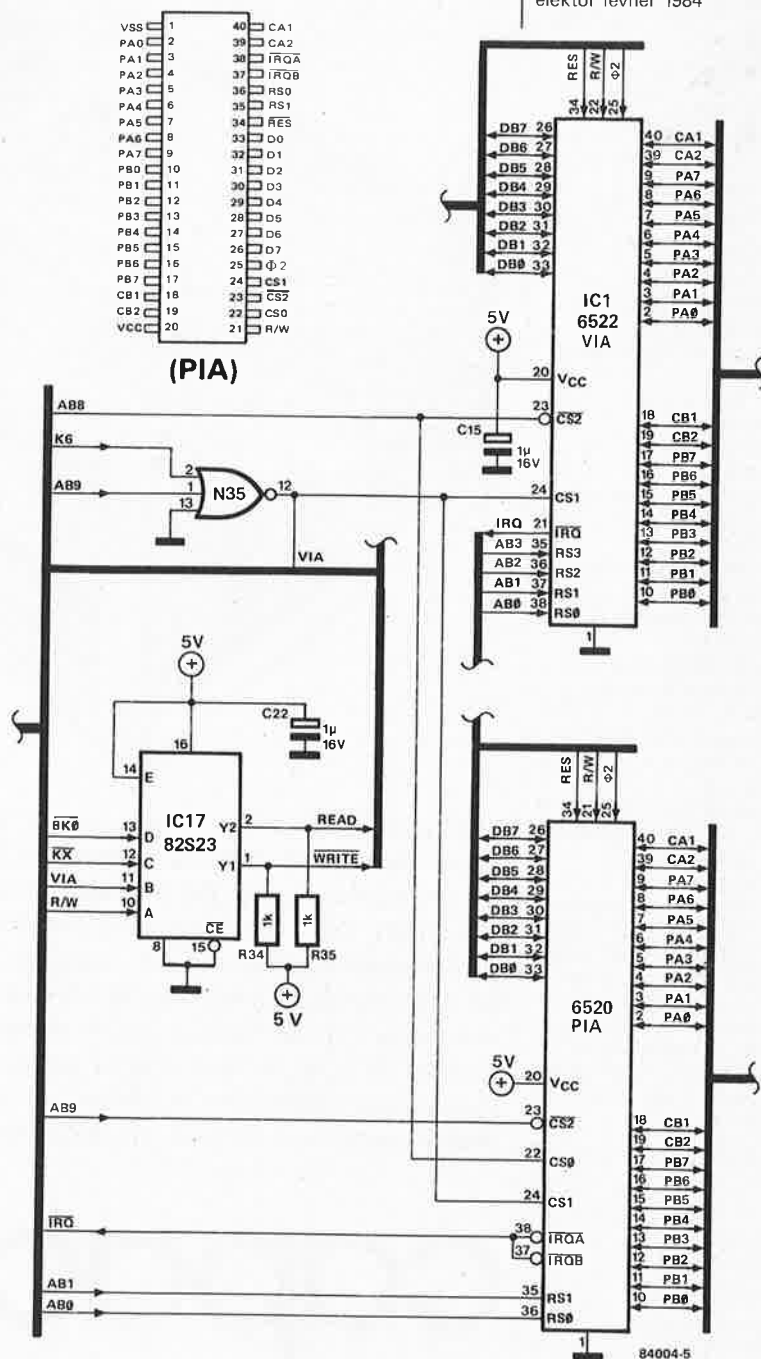 elektor février 1984
VSS 1 40 CA1
PA0 2 39 CA2
PA1 3 38 IRQA
PA2 4 37 IRQB
PA3 5 36 RS0
PA4 6 35 RS1
PA5 7 34 RES
PA6 8 33 D0
PA7 9 32 D1
PB0 10 31 D2
PB1 11 30 D3
PB2 12 29 D4
PB3 13 28 D5
PB4 14 27 D6
PB5 15 26 D7
PB6 16 25 Φ2
PB7 17 24 CS1
CB1 18 23 CS2
CB2 19 22 CS0
VCC 20 21 R/W
(PIA)
RES R/W Φ2
34 22 25
DB7 26
DB6 27
DB5 28
DB4 29
DB3 30
DB2 31
DB1 32
DB0 33
IC1
6522
VIA
40 CA1
39 CA2
9 PA7
8 PA6
7 PA5
6 PA4
5 PA3
4 PA2
3 PA1
2 PA0
5V
20 VCC
23 CS2
C15
1µ
16V
24 CS1
IRQ 21 IRQ
AB3 35 RS3
AB2 36 RS2
AB1 37 RS1
AB0 38 RS0
1
18 CB1
19 CB2
17 PB7
16 PB6
15 PB5
14 PB4
13 PB3
12 PB2
11 PB1
10 PB0
AB8
K6
AB9
2
1
13
N35
12
VIA
5V
C22
1µ
16V
16
14 E
IC17
82S23
BK0 13 D
KX 12 C
VIA 11 B
R/W 10 A
Y2 2 READ
Y1 1 WRITE
8 15 CE
1k
1k
R34
R35
5 V
RES R/W Φ2
34 21 25
DB7 26
DB6 27
DB5 28
DB4 29
DB3 30
DB2 31
DB1 32
DB0 33
6520
PIA
40 CA1
39 CA2
9 PA7
8 PA6
7 PA5
6 PA4
5 PA3
4 PA2
3 PA1
2 PA0
5V
20 VCC
AB9
23 CS2
22 CS0
24 CS1
IRQ
38 IRQA
37 IRQB
AB1
35 RS1
AB0
36 RS0
1
18 CB1
19 CB2
17 PB7
16 PB6
15 PB5
14 PB4
13 PB3
12 PB2
11 PB1
10 PB0
84004-5